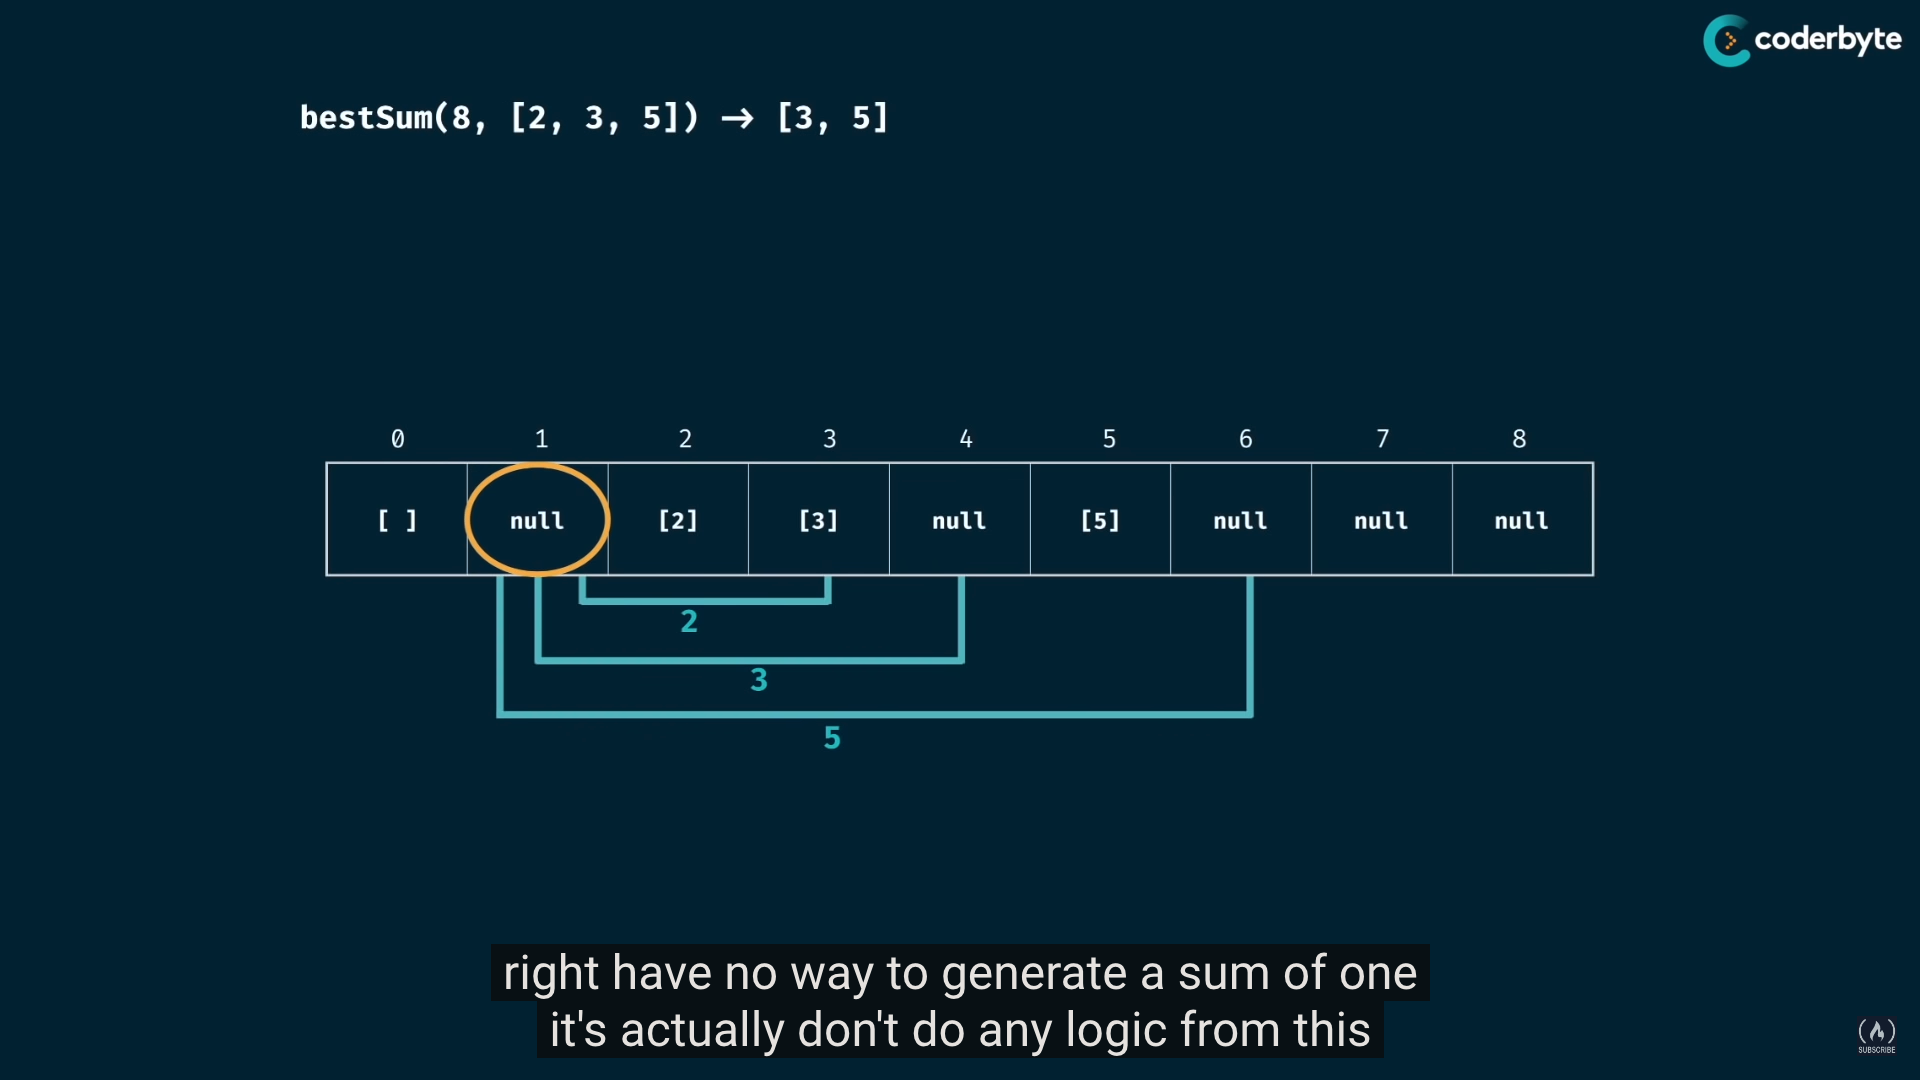 coderbyte
bestSum(8, [2, 3, 5]) → [3, 5]
0 1 2 3 4 5 6 7 8
[ ] null [2] [3] null [5] null null null
2
3
5
right have no way to generate a sum of one
it's actually don't do any logic from this
SUBSCRIBE